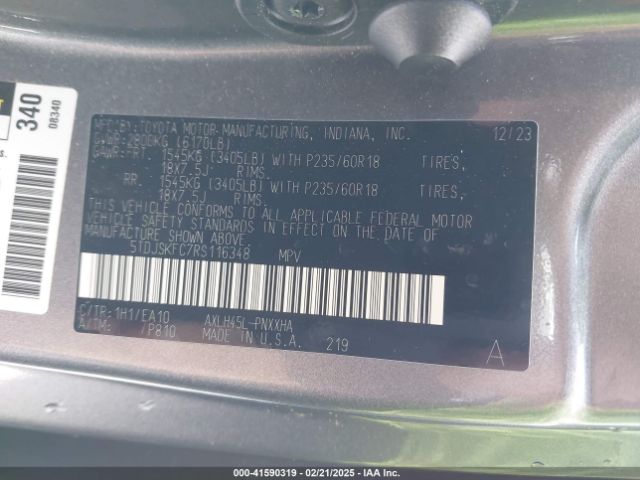 340
08340
MFD. BY: TOYOTA MOTOR MANUFACTURING, INDIANA, INC. 12/23
GVWR 2806KG (6170LB)
GAWR: FRT 1545KG (3405LB) WITH P235/60R18 TIRES,
18X7.5J RIMS.
RR 1545KG (3405LB) WITH P235/60R18 TIRES,
18X7.5J RIMS.
THIS VEHICLE CONFORMS TO ALL APPLICABLE FEDERAL MOTOR
VEHICLE SAFETY STANDARDS IN EFFECT ON THE DATE OF
MANUFACTURE SHOWN ABOVE.
5TDJSKFC7RS116348 MPV
C/TR: 1H1/EA10 AXLH45L-PNXXHA
A/TM: /P810 MADE IN U.S.A. 219
A
000-41590319 - 02/21/2025 - IAA Inc.